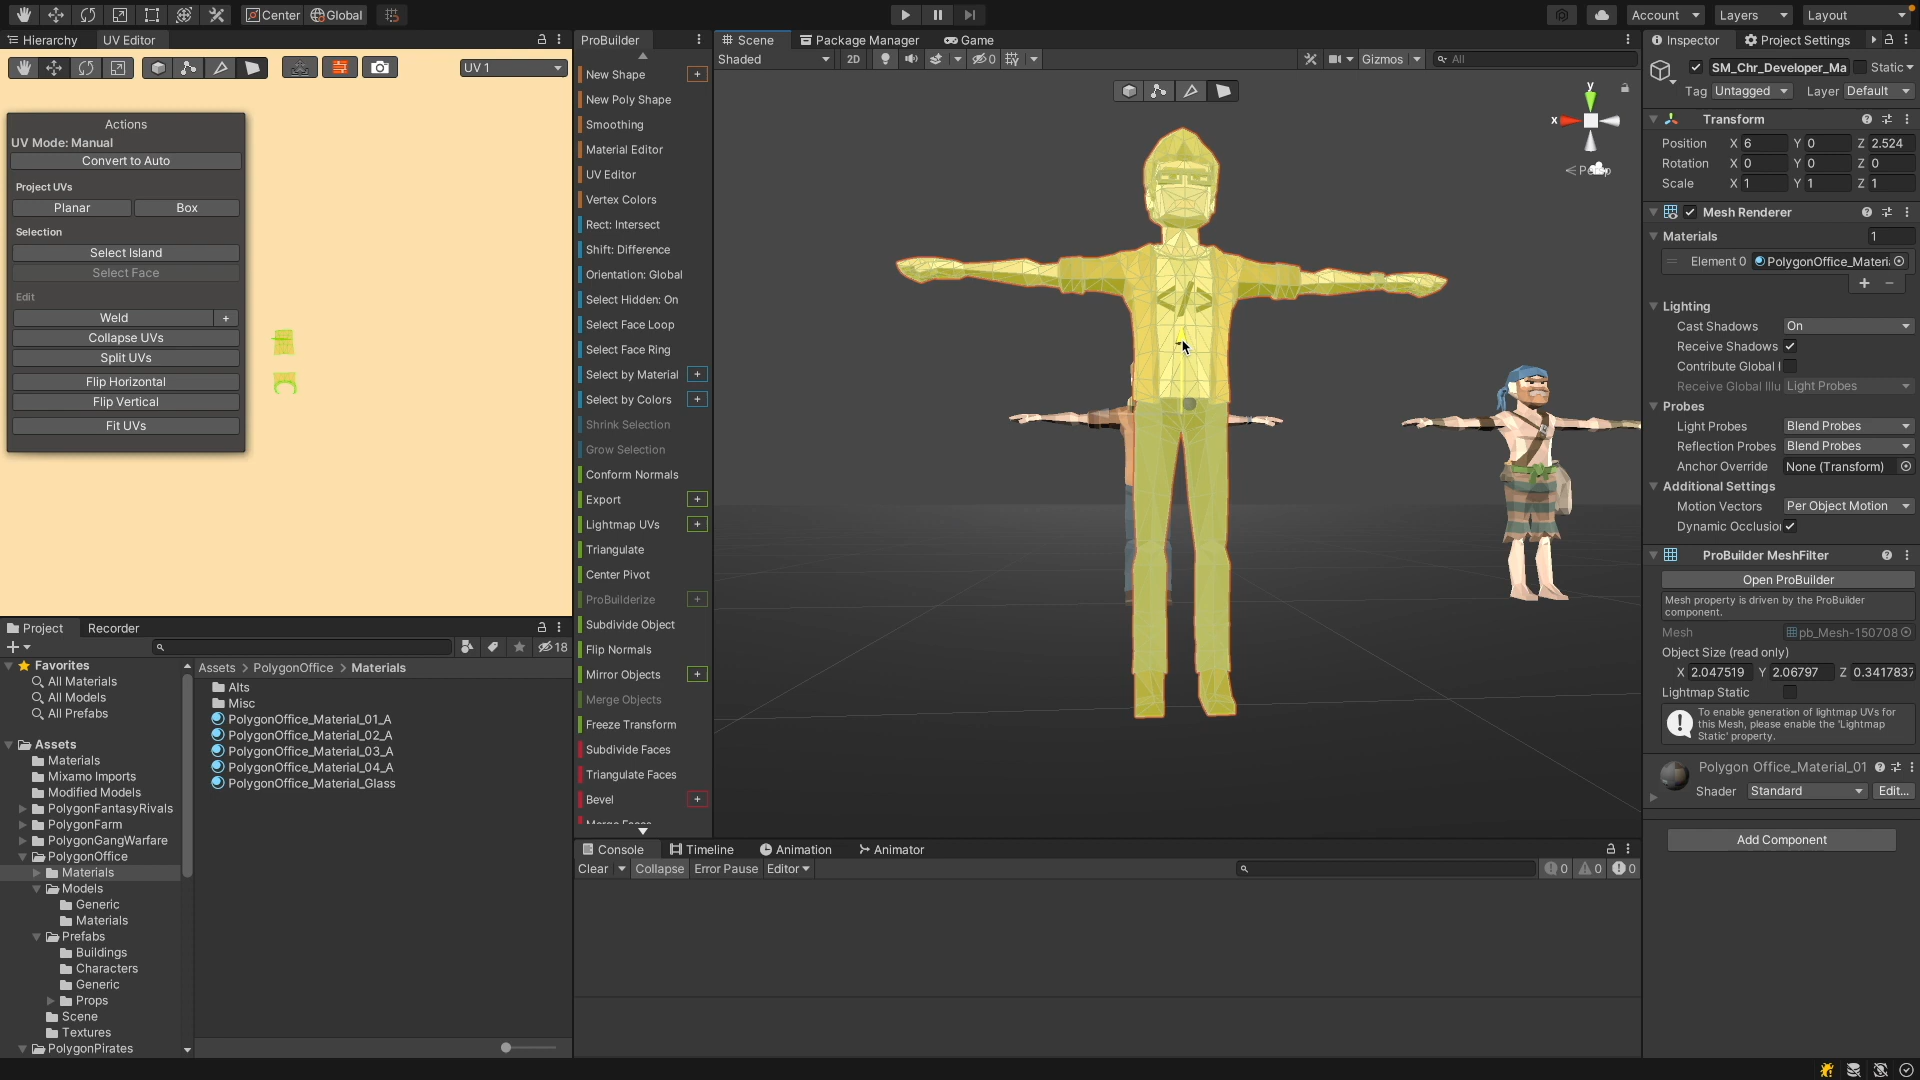 Center
Global
Account
Layers
Layout
Hierarchy
UV Editor
UV 1
Actions
UV Mode: Manual
Convert to Auto
Project UVs
Planar
Box
Selection
Select Island
Select Face
Edit
Weld
+
Collapse UVs
Split UVs
Flip Horizontal
Flip Vertical
Fit UVs
ProBuilder
New Shape
New Poly Shape
Smoothing
Material Editor
UV Editor
Vertex Colors
Rect: Intersect
Shift: Difference
Orientation: Global
Select Hidden: On
Select Face Loop
Select Face Ring
Select by Material
Select by Colors
Shrink Selection
Grow Selection
Conform Normals
Export
Lightmap UVs
Triangulate
Center Pivot
ProBuilderize
Subdivide Object
Flip Normals
Mirror Objects
Merge Objects
Freeze Transform
Subdivide Faces
Triangulate Faces
Bevel
Scene
Package Manager
Game
Shaded
2D
0
Gizmos
All
y
x
</>
Inspector
Project Settings
SM_Chr_Developer_Ma
Static
Tag Untagged
Layer Default
Transform
Position X 6 Y 0 Z 2.524
Rotation X 0 Y 0 Z 0
Scale X 1 Y 1 Z 1
Mesh Renderer
Materials 1
Element 0 PolygonOffice_Materi
Lighting
Cast Shadows On
Receive Shadows
Contribute Global I
Receive Global Illu Light Probes
Probes
Light Probes Blend Probes
Reflection Probes Blend Probes
Anchor Override None (Transform)
Additional Settings
Motion Vectors Per Object Motion
Dynamic Occlusio
ProBuilder MeshFilter
Open ProBuilder
Mesh property is driven by the ProBuilder
component.
Mesh pb_Mesh-150708
Object Size (read only)
X 2.047519 Y 2.06797 Z 0.3417837
Lightmap Static
To enable generation of lightmap UVs for
this Mesh, please enable the 'Lightmap
Static' property.
Polygon Office_Material_01
Shader Standard Edit...
Add Component
Project
Recorder
18
Favorites
All Materials
All Models
All Prefabs
Assets
Materials
Mixamo Imports
Modified Models
PolygonFantasyRivals
PolygonFarm
PolygonGangWarfare
PolygonOffice
Materials
Models
Generic
Materials
Prefabs
Buildings
Characters
Generic
Props
Scene
Textures
PolygonPirates
Assets > PolygonOffice > Materials
Alts
Misc
PolygonOffice_Material_01_A
PolygonOffice_Material_02_A
PolygonOffice_Material_03_A
PolygonOffice_Material_04_A
PolygonOffice_Material_Glass
Console
Timeline
Animation
Animator
Clear
Collapse
Error Pause
Editor
0
0
0